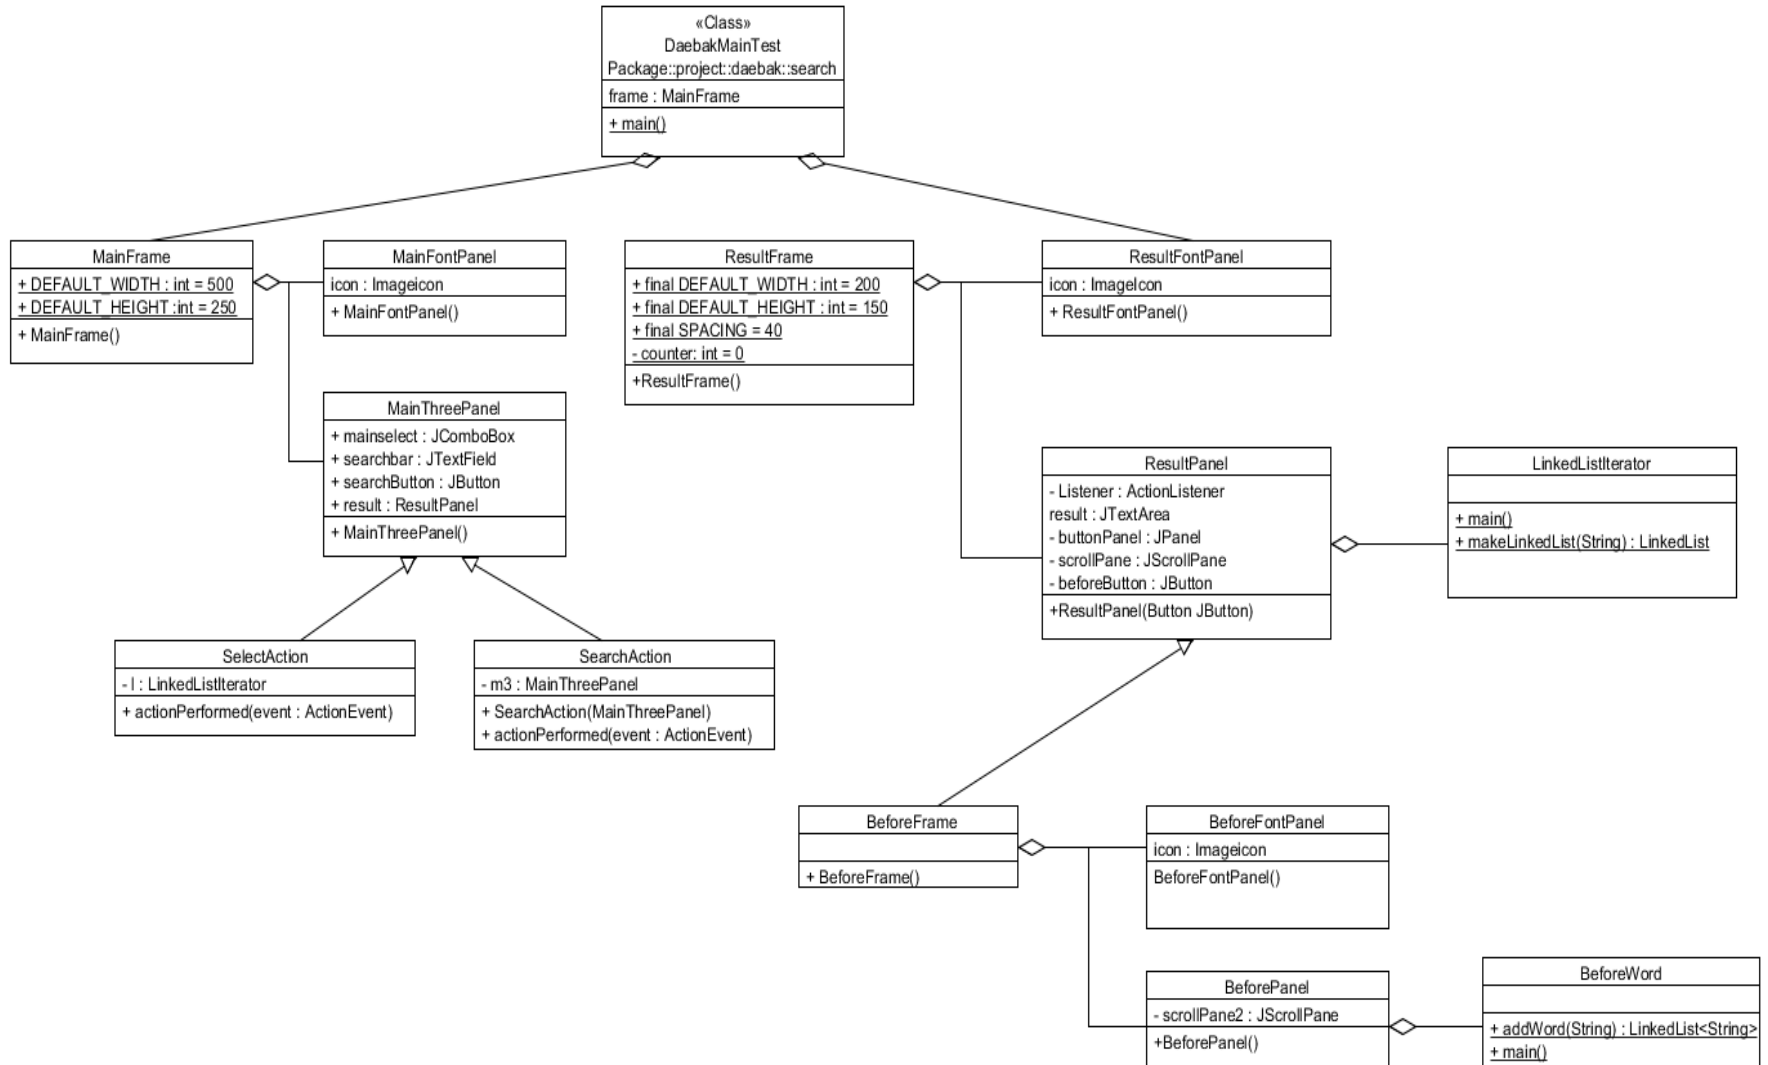 «Class»
DaebakMainTest
Package::project::daebak::search
frame : MainFrame
+ main()
MainFrame
+ DEFAULT_WIDTH : int = 500
+ DEFAULT_HEIGHT :int = 250
+ MainFrame()
MainFontPanel
icon : Imageicon
+ MainFontPanel()
ResultFrame
+ final DEFAULT_WIDTH : int = 200
+ final DEFAULT_HEIGHT : int = 150
+ final SPACING = 40
- counter: int = 0
+ResultFrame()
ResultFontPanel
icon : ImageIcon
+ ResultFontPanel()
MainThreePanel
+ mainselect : JComboBox
+ searchbar : JTextField
+ searchButton : JButton
+ result : ResultPanel
+ MainThreePanel()
ResultPanel
- Listener : ActionListener
result : JTextArea
- buttonPanel : JPanel
- scrollPane : JScrollPane
- beforeButton : JButton
+ResultPanel(Button JButton)
LinkedListIterator
+ main()
+ makeLinkedList(String) : LinkedList
SelectAction
- l : LinkedListIterator
+ actionPerformed(event : ActionEvent)
SearchAction
- m3 : MainThreePanel
+ SearchAction(MainThreePanel)
+ actionPerformed(event : ActionEvent)
BeforeFrame
+ BeforeFrame()
BeforeFontPanel
icon : Imageicon
BeforeFontPanel()
BeforePanel
- scrollPane2 : JScrollPane
+BeforePanel()
BeforeWord
+ addWord(String) : LinkedList<String>
+ main()